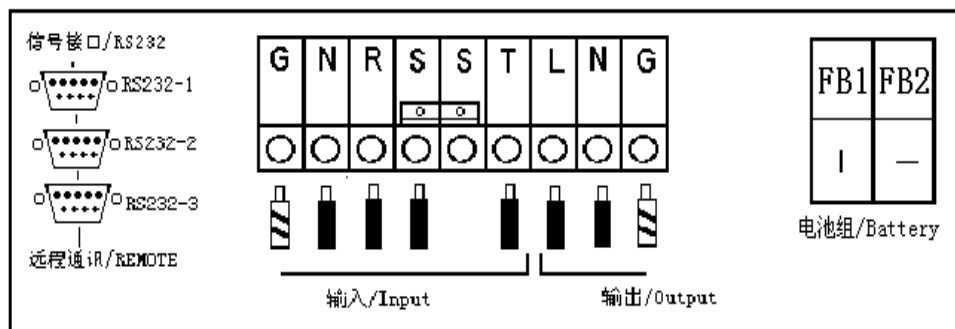 信号接口/RS232
RS232-1
RS232-2
RS232-3
远程通讯/REMOTE
G N R S S T L N G
输入/Input
输出/Output
FB1 FB2
| —
电池组/Battery